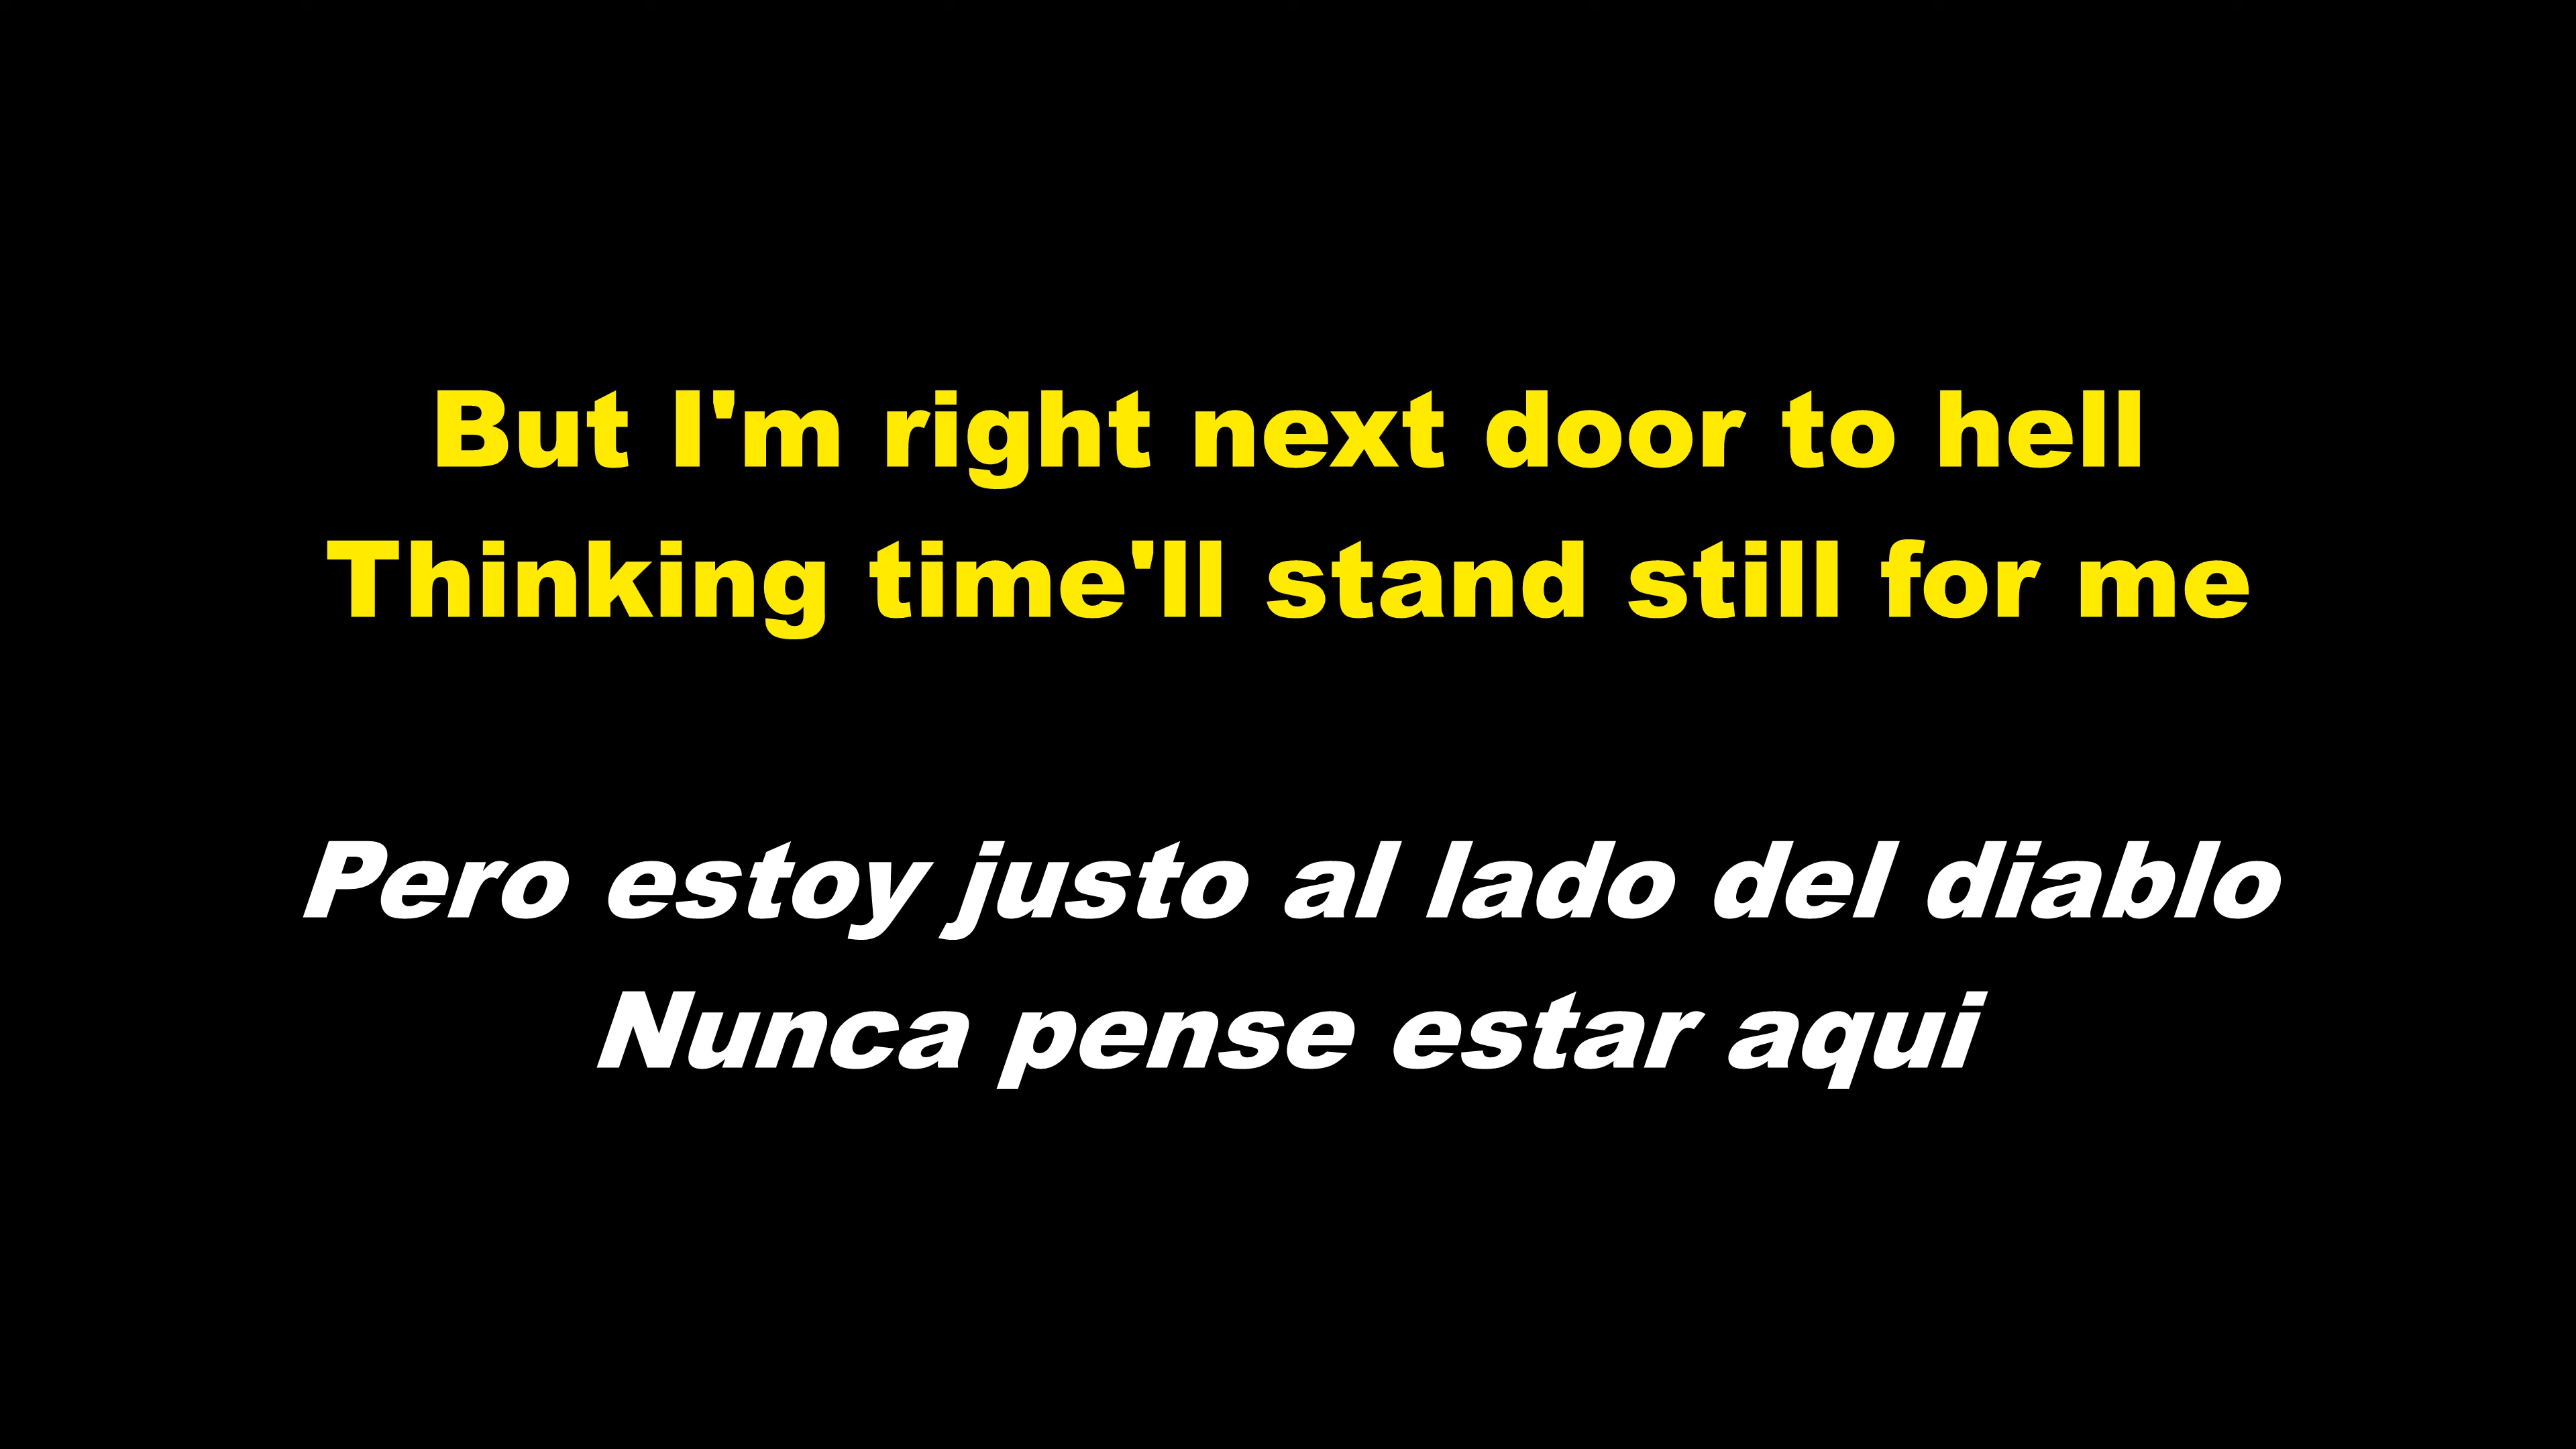 But I'm right next door to hell
Thinking time'll stand still for me
Pero estoy justo al lado del diablo
Nunca pense estar aqui